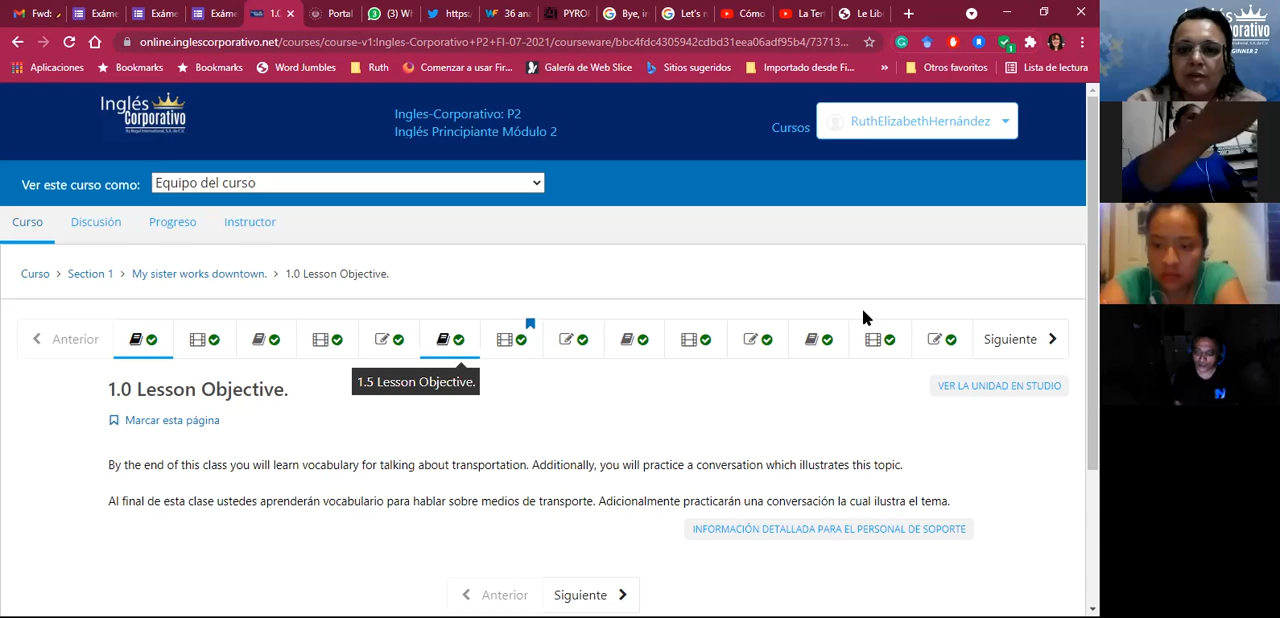 Fwd:
Exáme
Exáme
Exám
1.0
Portal
(3) W
https:
36 ana
PYROF
Bye, in
Let's n
Cómo
La Ter
Le Lib
online.inglescorporativo.net/courses/course-v1:Ingles-Corporativo+P2+FI-07-2021/courseware/bbc4fdc4305942cdbd31eea06adf95b4/73713...
Aplicaciones
Bookmarks
Bookmarks
Word Jumbles
Ruth
Comenzar a usar Fir...
Galería de Web Slice
Sitios sugeridos
Importado desde Fi...
»
Otros favoritos
Lista de lectura
Inglés
Corporativo
Ingles-Corporativo: P2
Inglés Principiante Módulo 2
Cursos
RuthElizabethHernández
Ver este curso como:
Equipo del curso
Curso
Discusión
Progreso
Instructor
Curso > Section 1 > My sister works downtown. > 1.0 Lesson Objective.
Anterior
Siguiente
1.5 Lesson Objective.
1.0 Lesson Objective.
VER LA UNIDAD EN STUDIO
Marcar esta página
By the end of this class you will learn vocabulary for talking about transportation. Additionally, you will practice a conversation which illustrates this topic.
Al final de esta clase ustedes aprenderán vocabulario para hablar sobre medios de transporte. Adicionalmente practicarán una conversación la cual ilustra el tema.
INFORMACIÓN DETALLADA PARA EL PERSONAL DE SOPORTE
Anterior
Siguiente